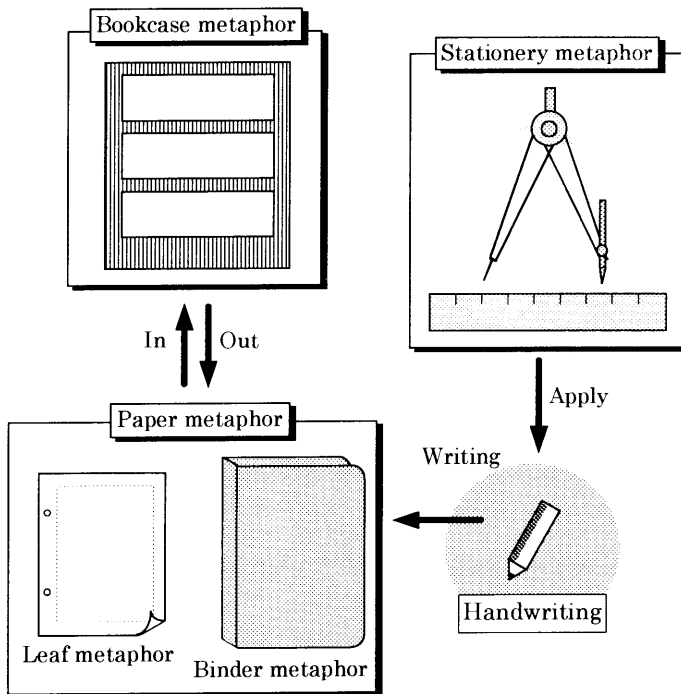 Bookcase metaphor
Stationery metaphor
In
Out
Apply
Paper metaphor
Writing
Handwriting
Leaf metaphor
Binder metaphor